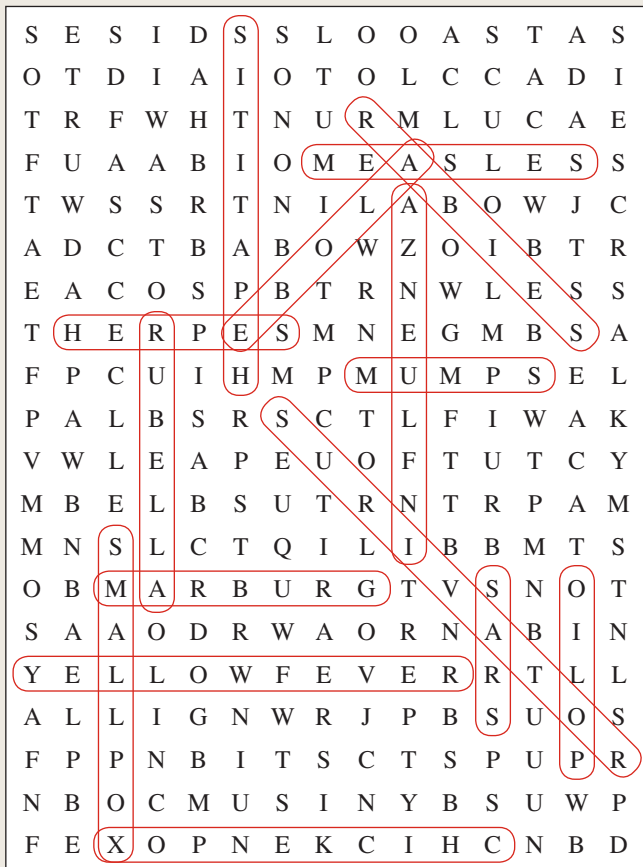 S E S I D S S L O O A S T A S
O T D I A I O T O L C C A D I
T R F W H T N U R M L U C A E
F U A A B I O M E A S L E S S
T W S S R T N I L A B O W J C
A D C T B A B O W Z O I B T R
E A C O S P B T R N W L E S S
T H E R P E S M N E G M B S A
F P C U I H M P M U M P S E L
P A L B S R S C T L F I W A K
V W L E A P E U O F T U T C Y
M B E L B S U T R N T R P A M
M N S L C T Q I L I B B M T S
O B M A R B U R G T V S N O T
S A A O D R W A O R N A B I N
Y E L L O W F E V E R R T L L
A L L I G N W R J P B S U O S
F P P N B I T S C T S P U P R
N B O C M U S I N Y B S U W P
F E X O P N E K C I H C N B D